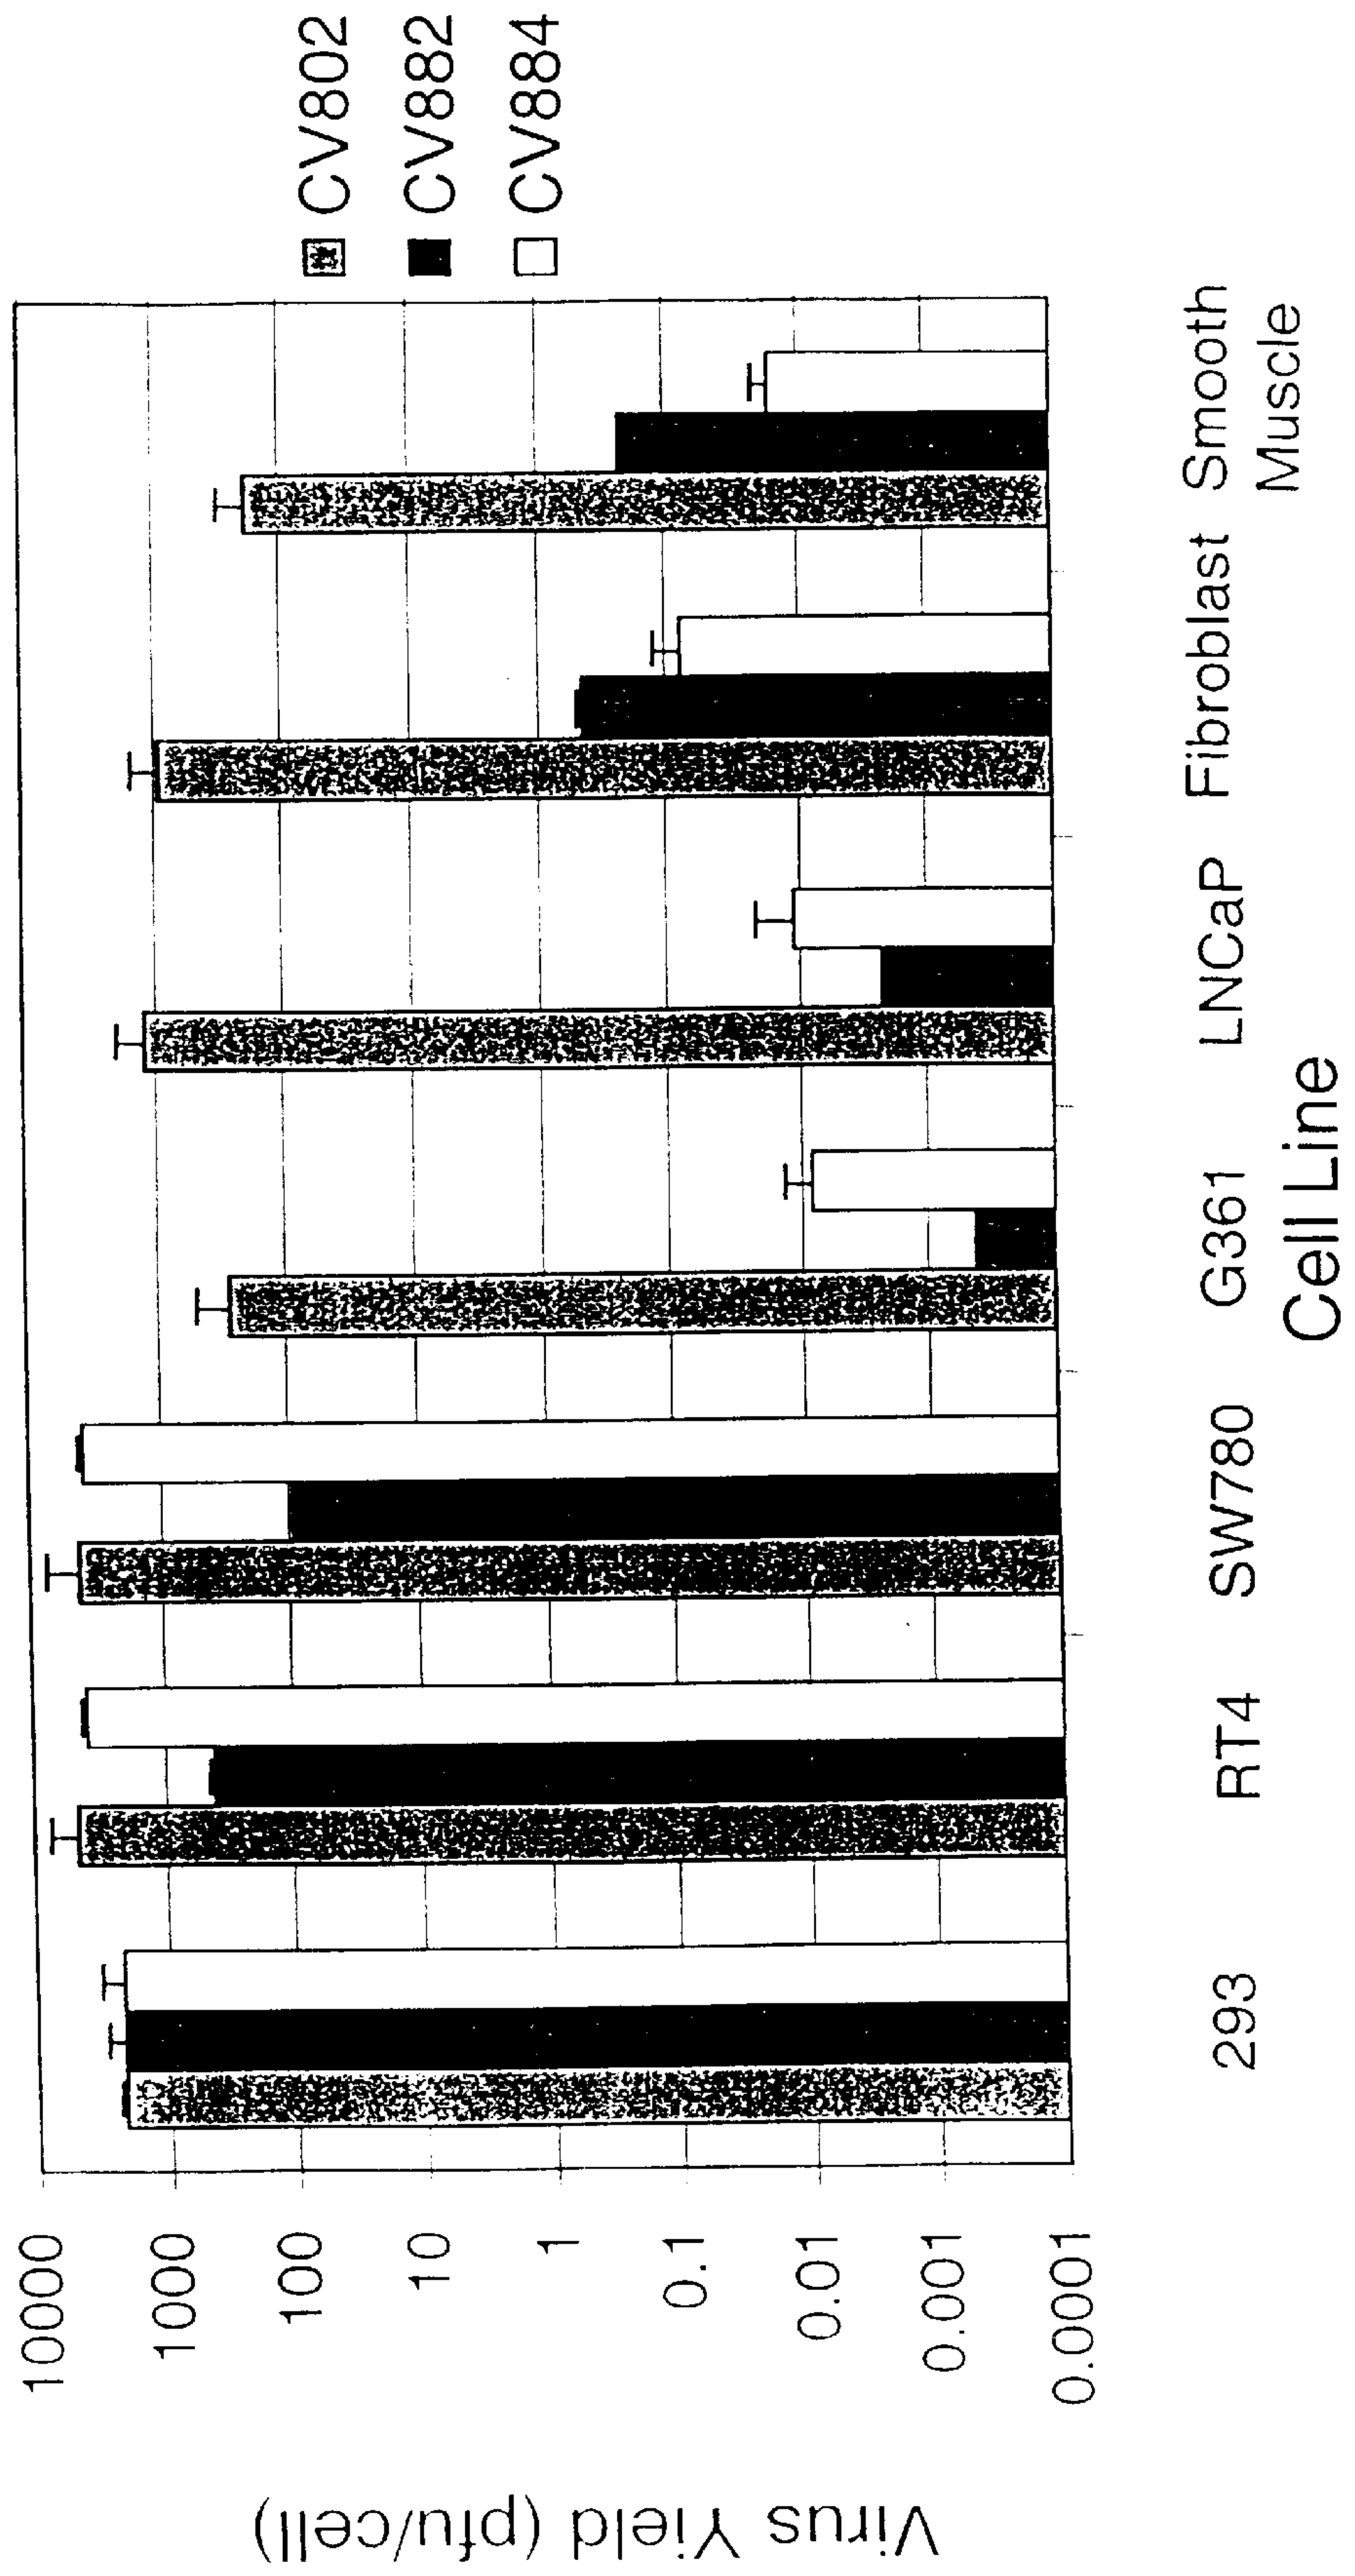 Virus Yield (pfu/cell)
10000
1000
100
10
1
0.1
0.01
0.001
0.0001
293
RT4
SW780
G361
LNCaP
Fibroblast
Smooth
Muscle
Cell Line
CV802
CV882
CV884